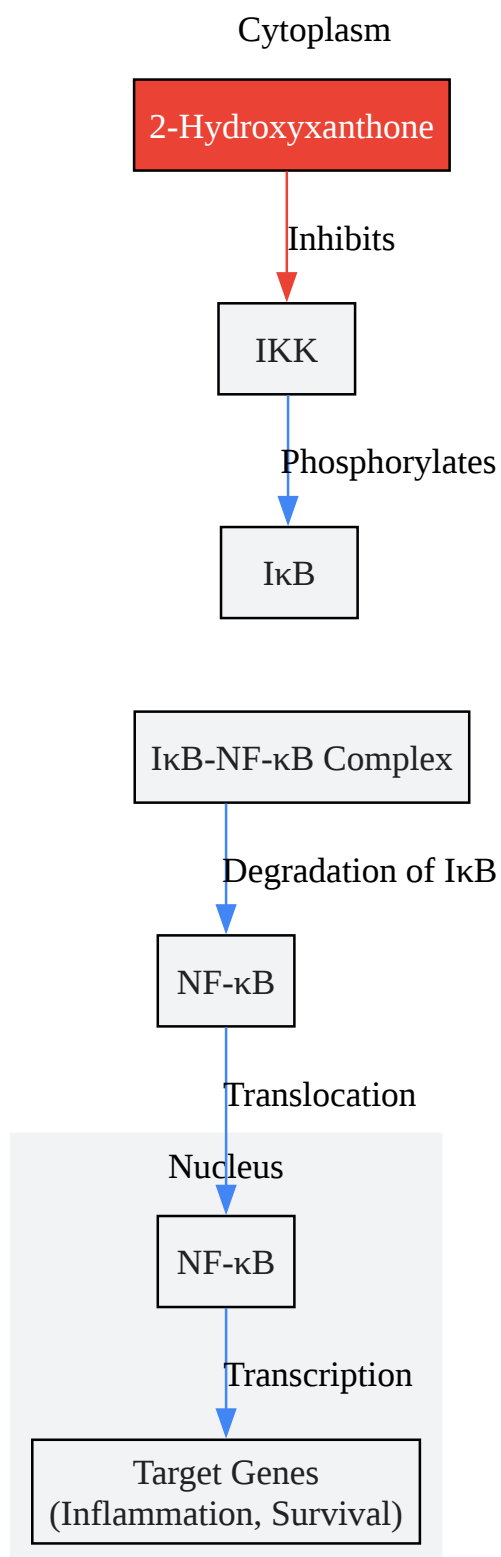 Cytoplasm
2-Hydroxyxanthone
Inhibits
IKK
Phosphorylates
IκB
IκB-NF-κB Complex
Degradation of IκB
NF-κB
Translocation
Nucleus
NF-κB
Transcription
Target Genes
(Inflammation, Survival)